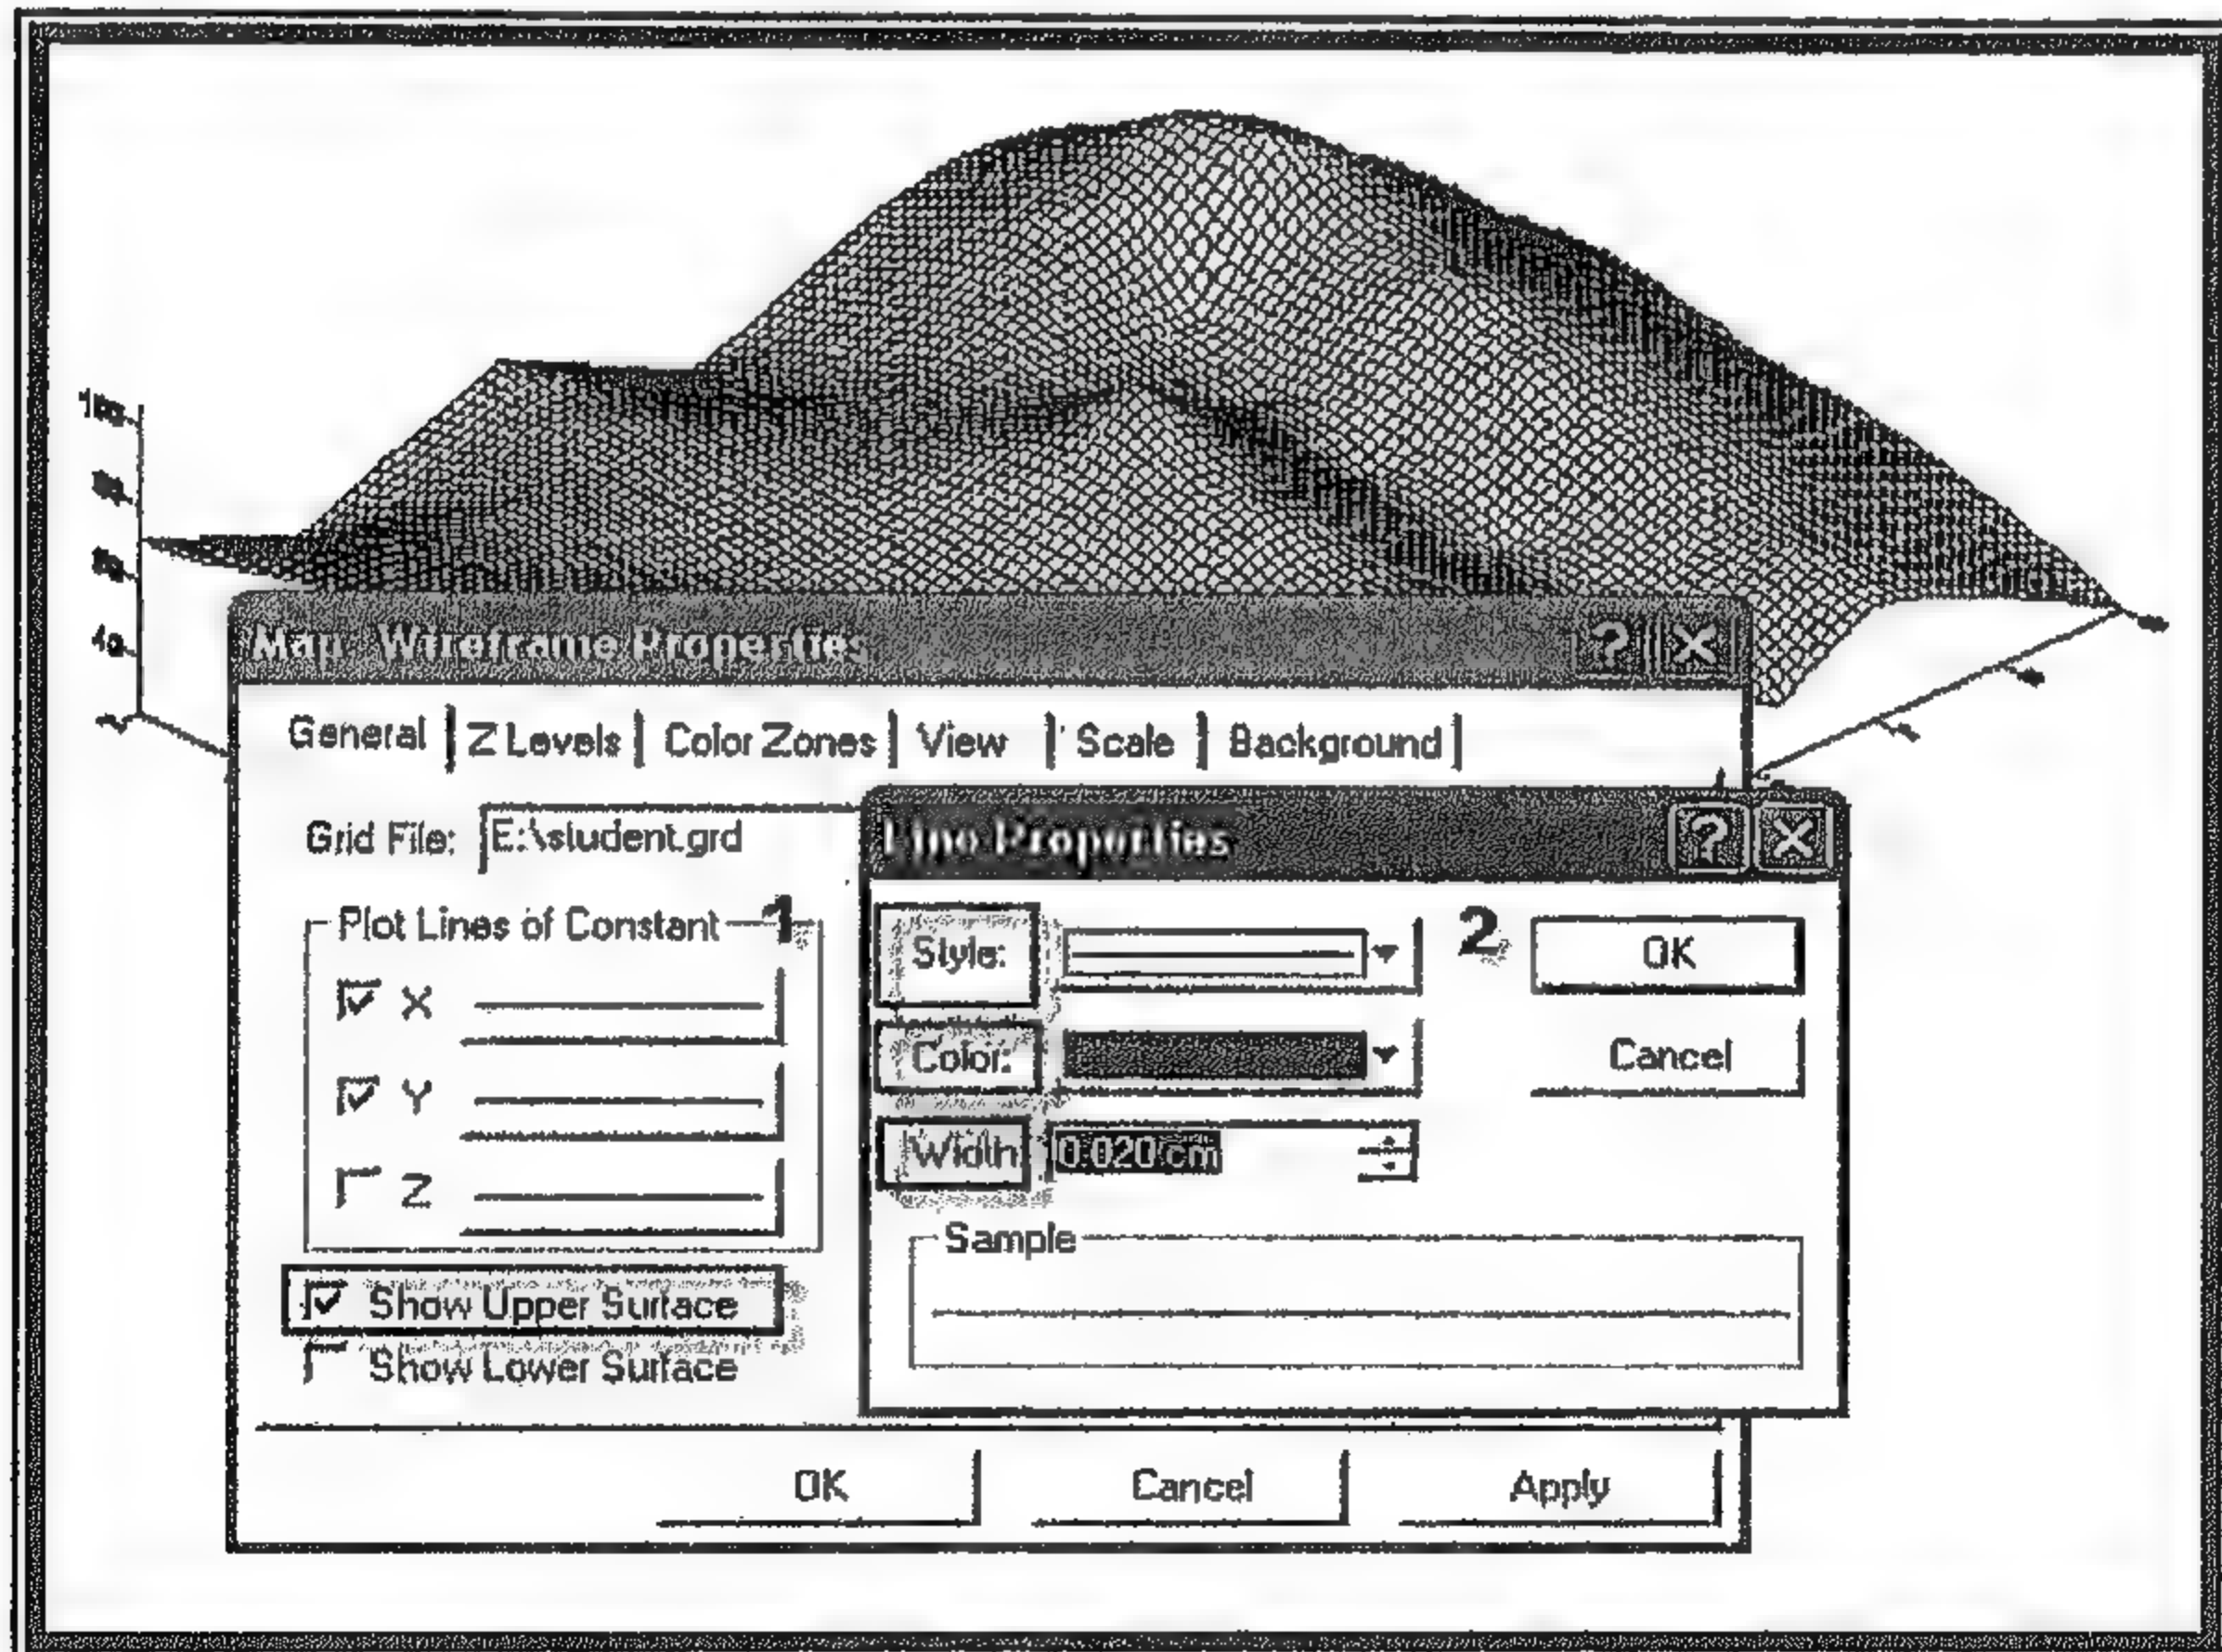 Map Wireframe Properties
General Z Levels Color Zones View Scale Background
Grid File: E:\student.grd
Plot Lines of Constant 1
X
Y
Z
Show Upper Surface
Show Lower Surface
OK Cancel Apply
Line Properties
Style: 2 OK
Color: Cancel
Width: 0.020 cm
Sample